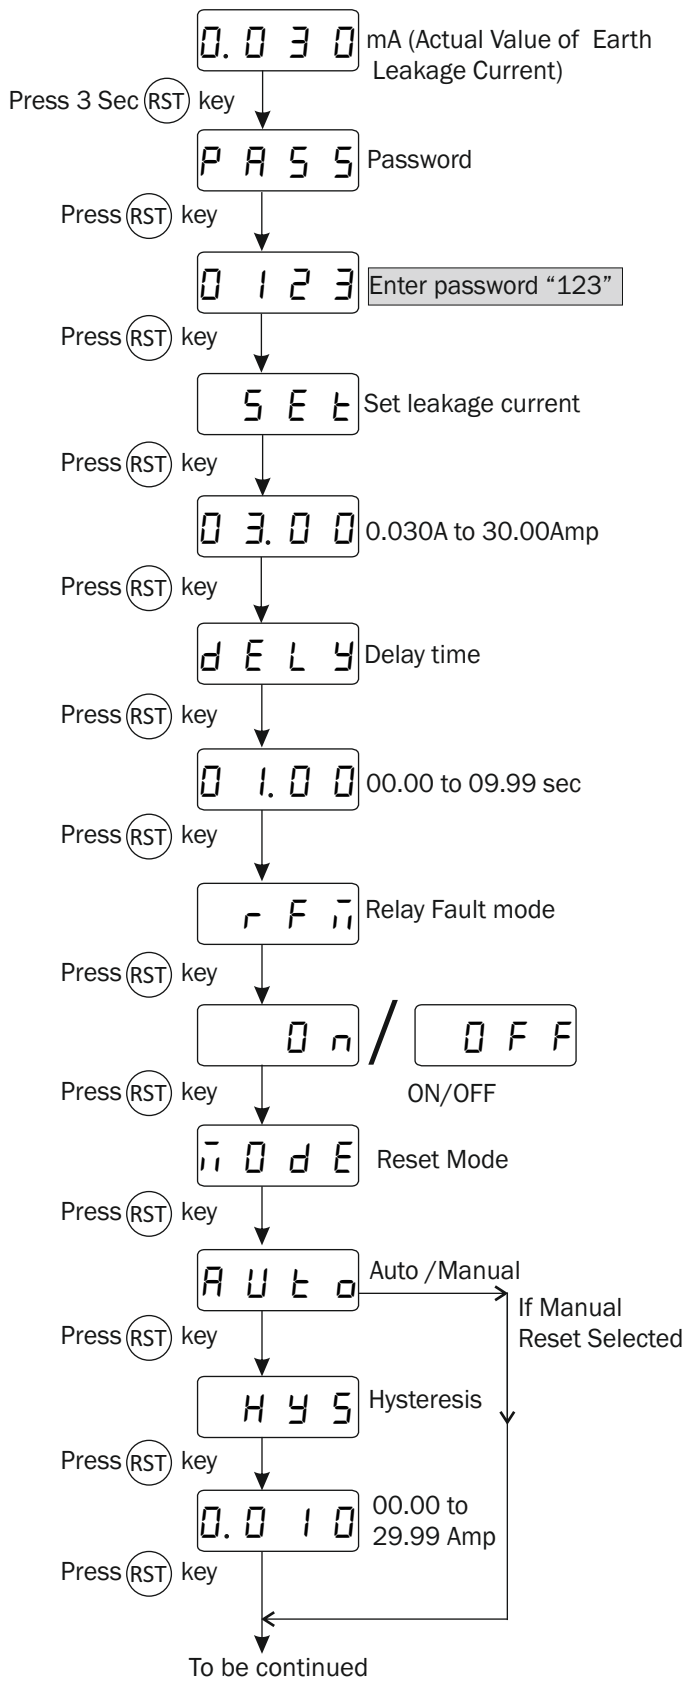 0.030 mA (Actual Value of Earth
Leakage Current)
Press 3 Sec RST key
PASS Password
Press RST key
0123 Enter password “123”
Press RST key
SEt Set leakage current
Press RST key
03.00 0.030A to 30.00Amp
Press RST key
dELY Delay time
Press RST key
01.00 00.00 to 09.99 sec
Press RST key
rFM Relay Fault mode
Press RST key
On / OFF
ON/OFF
Press RST key
MOdE Reset Mode
Press RST key
AUto Auto /Manual
If Manual
Reset Selected
Press RST key
HYS Hysteresis
Press RST key
0.010 00.00 to
29.99 Amp
Press RST key
To be continued